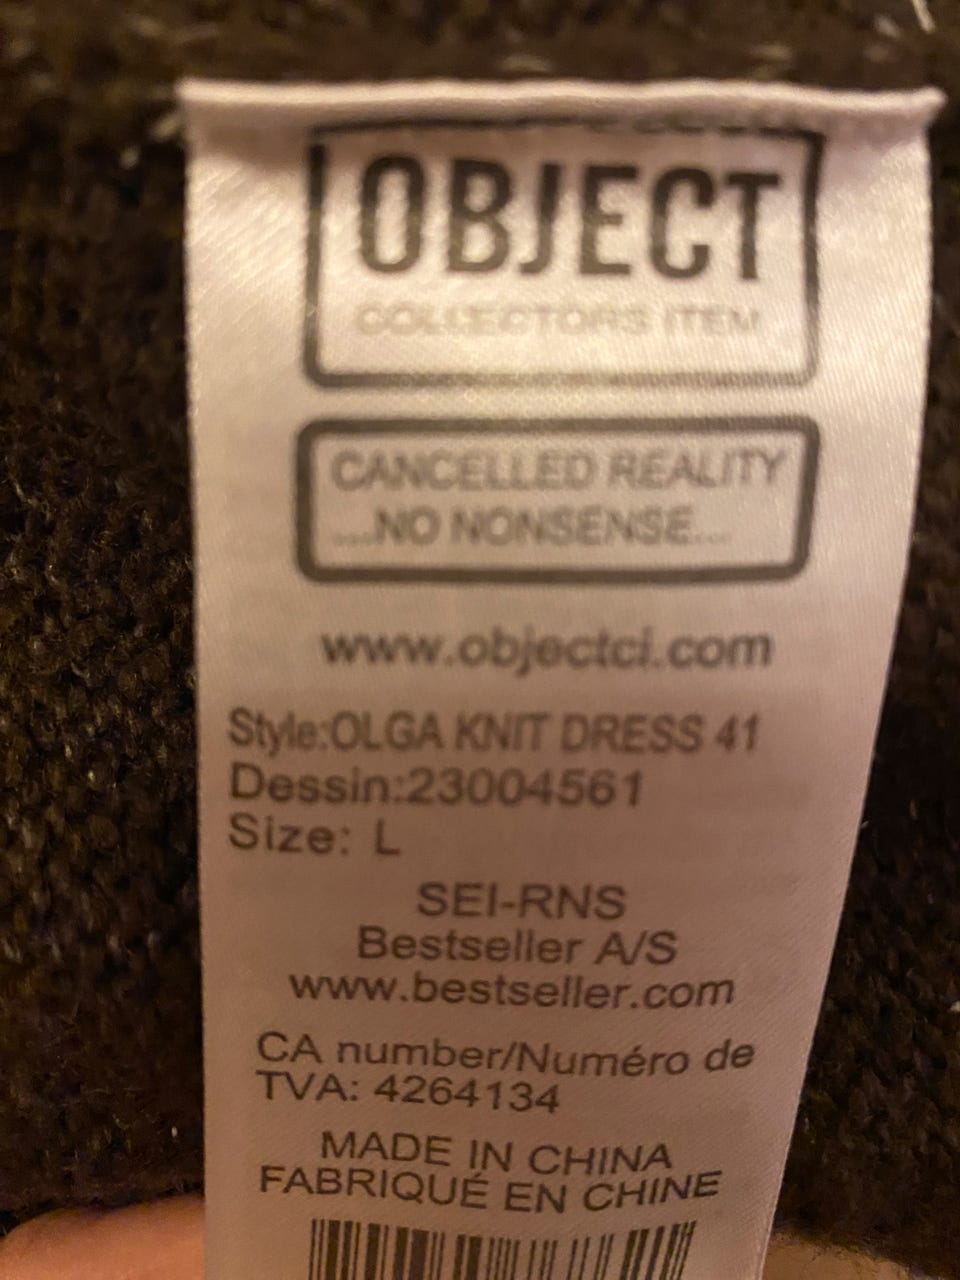 OBJECT
COLLECTORS ITEM
CANCELLED REALITY
....NO NONSENSE....
www.objectci.com
Style:OLGA KNIT DRESS 41
Dessin:23004561
Size: L
SEI-RNS
Bestseller A/S
www.bestseller.com
CA number/Numéro de
TVA: 4264134
MADE IN CHINA
FABRIQUÉ EN CHINE